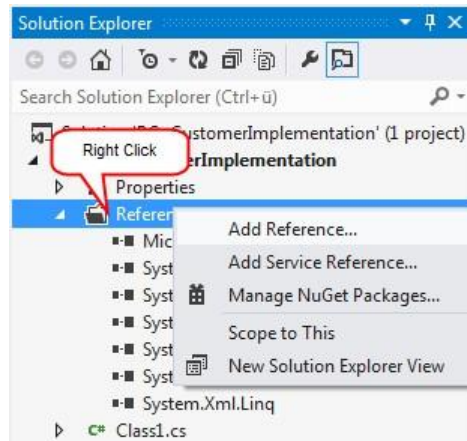 Solution Explorer
Search Solution Explorer (Ctrl+ü)
CustomerImplementation' (1 project)
Right Click
erImplementation
Properties
Referen
Add Reference...
Mic
Add Service Reference...
Syst
Manage NuGet Packages...
Syst
Syst
Scope to This
Syst
New Solution Explorer View
Syst
System.Xml.Linq
C# Class1.cs